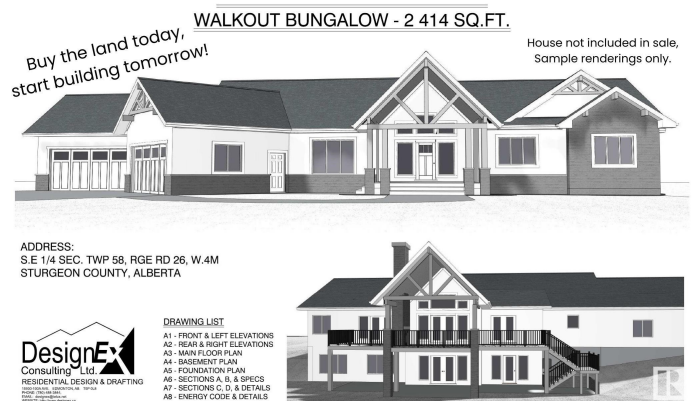 WALKOUT BUNGALOW - 2 414 SQ.FT.
Buy the land today,
start building tomorrow!
House not included in sale,
Sample renderings only.
ADDRESS:
S.E 1/4 SEC. TWP 58, RGE RD 26, W.4M
STURGEON COUNTY, ALBERTA
DesignEX
Consulting Ltd.
RESIDENTIAL DESIGN & DRAFTING
DRAWING LIST
A1 - FRONT & LEFT ELEVATIONS
A2 - REAR & RIGHT ELEVATIONS
A3 - MAIN FLOOR PLAN
A4 - BASEMENT PLAN
A5 - FOUNDATION PLAN
A6 - SECTIONS A, B, & SPECS
A7 - SECTIONS C, D, & DETAILS
A8 - ENERGY CODE & DETAILS